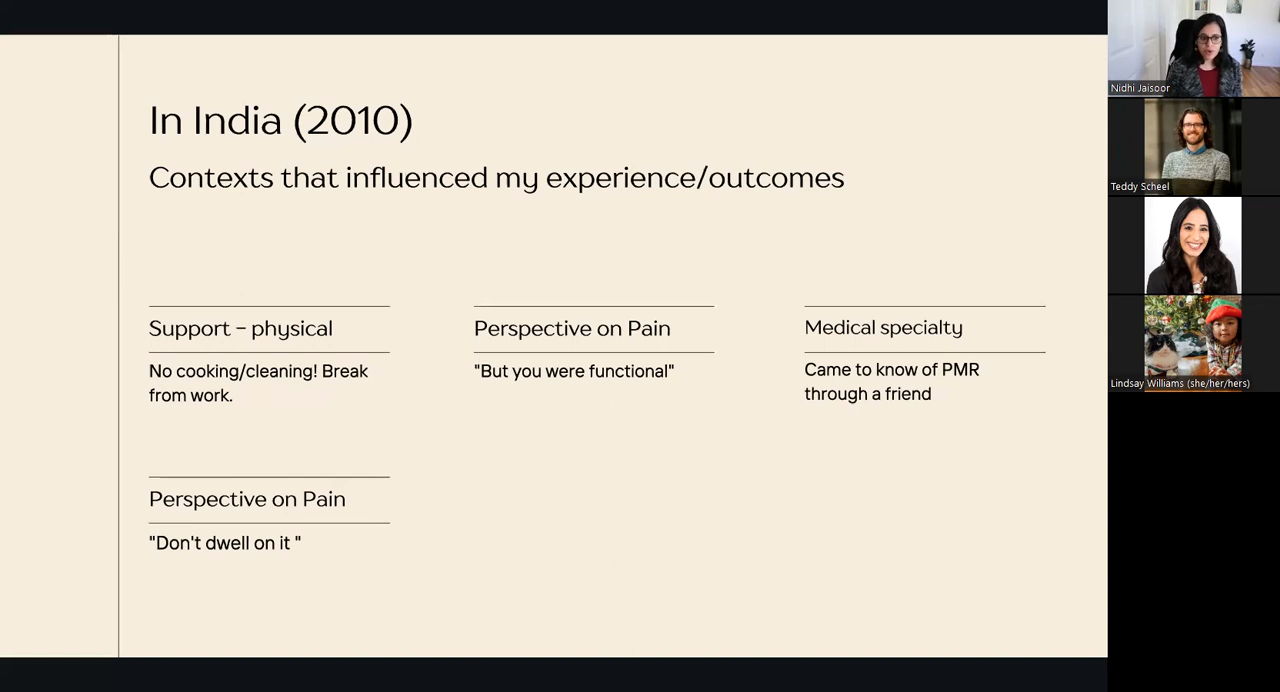 In India (2010)
Contexts that influenced my experience/outcomes
Support – physical
No cooking/cleaning! Break
from work.
Perspective on Pain
"But you were functional"
Medical specialty
Came to know of PMR
through a friend
Perspective on Pain
"Don't dwell on it "
Nidhi Jaisoor
Teddy Scheel
Lindsay Williams (she/her/hers)